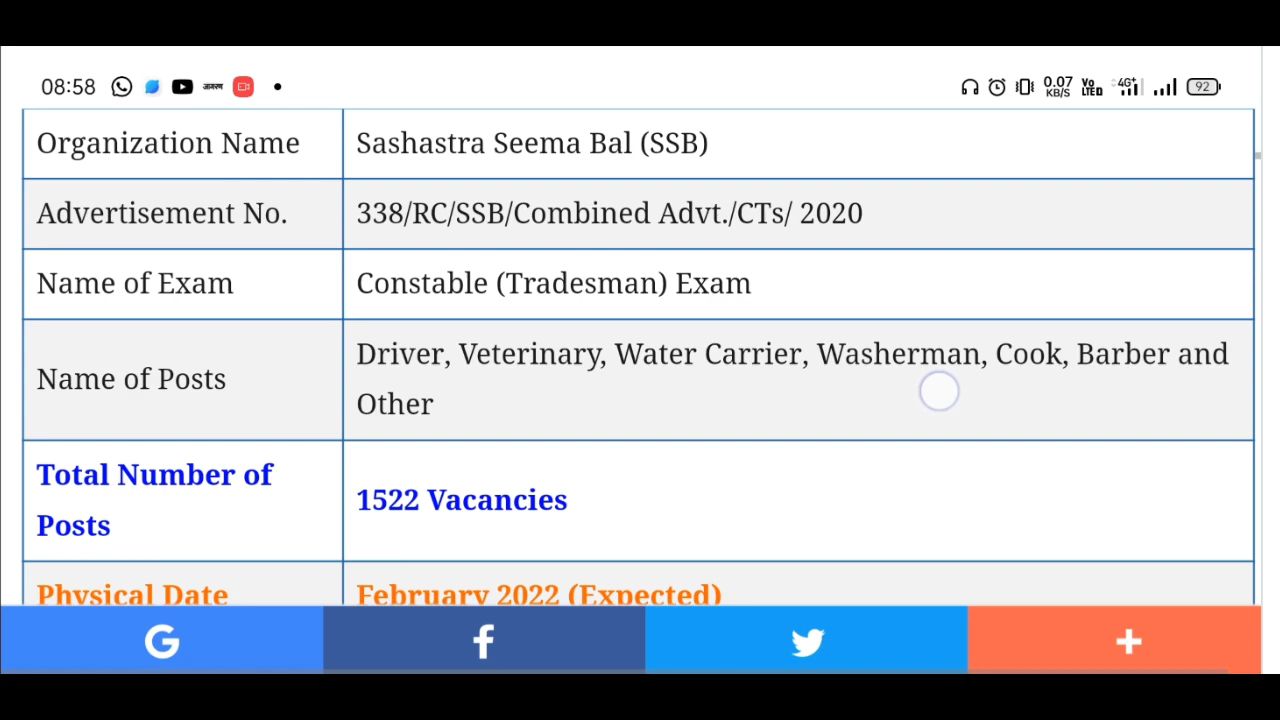 08:58 जागरण 0.07 KB/S Vo LTED 4G+ 92
Organization Name Sashastra Seema Bal (SSB)
Advertisement No. 338/RC/SSB/Combined Advt./CTs/ 2020
Name of Exam Constable (Tradesman) Exam
Name of Posts Driver, Veterinary, Water Carrier, Washerman, Cook, Barber and
Other
Total Number of
Posts 1522 Vacancies
Physical Date February 2022 (Expected)